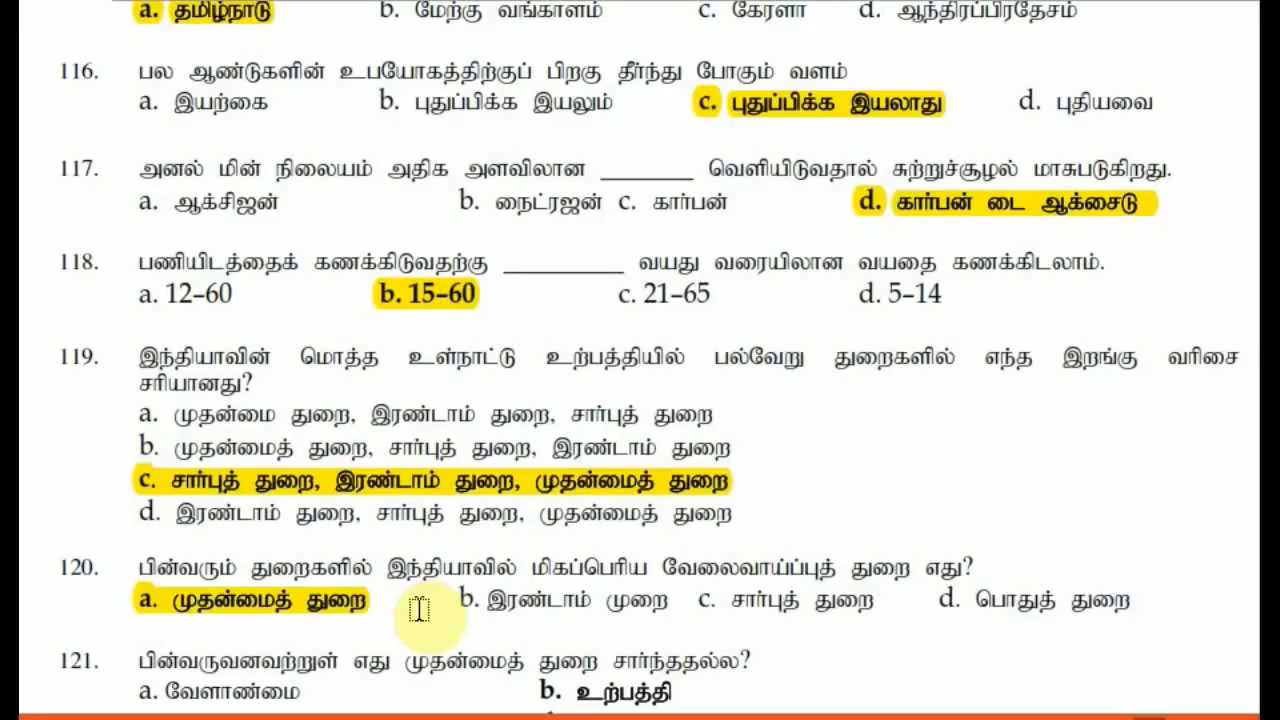 a. தமிழ்நாடு b. மேற்கு வங்காளம் c. கேரளா d. ஆந்திரப்பிரதேசம்
116. பல ஆண்டுகளின் உபயோகத்திற்குப் பிறகு தீர்ந்து போகும் வளம்
a. இயற்கை b. புதுப்பிக்க இயலும் c. புதுப்பிக்க இயலாது d. புதியவை
117. அனல் மின் நிலையம் அதிக அளவிலான ________ வெளியிடுவதால் சுற்றுச்சூழல் மாசுபடுகிறது.
a. ஆக்சிஜன் b. நைட்ரஜன் c. கார்பன் d. கார்பன் டை ஆக்சைடு
118. பணியிடத்தைக் கணக்கிடுவதற்கு __________ வயது வரையிலான வயதை கணக்கிடலாம்.
a. 12–60 b. 15–60 c. 21–65 d. 5–14
119. இந்தியாவின் மொத்த உள்நாட்டு உற்பத்தியில் பல்வேறு துறைகளில் எந்த இறங்கு வரிசை
சரியானது?
a. முதன்மை துறை, இரண்டாம் துறை, சார்புத் துறை
b. முதன்மைத் துறை, சார்புத் துறை, இரண்டாம் துறை
c. சார்புத் துறை, இரண்டாம் துறை, முதன்மைத் துறை
d. இரண்டாம் துறை, சார்புத் துறை, முதன்மைத் துறை
120. பின்வரும் துறைகளில் இந்தியாவில் மிகப்பெரிய வேலைவாய்ப்புத் துறை எது?
a. முதன்மைத் துறை b. இரண்டாம் முறை c. சார்புத் துறை d. பொதுத் துறை
121. பின்வருவனவற்றுள் எது முதன்மைத் துறை சார்ந்ததல்ல?
a. வேளாண்மை b. உற்பத்தி